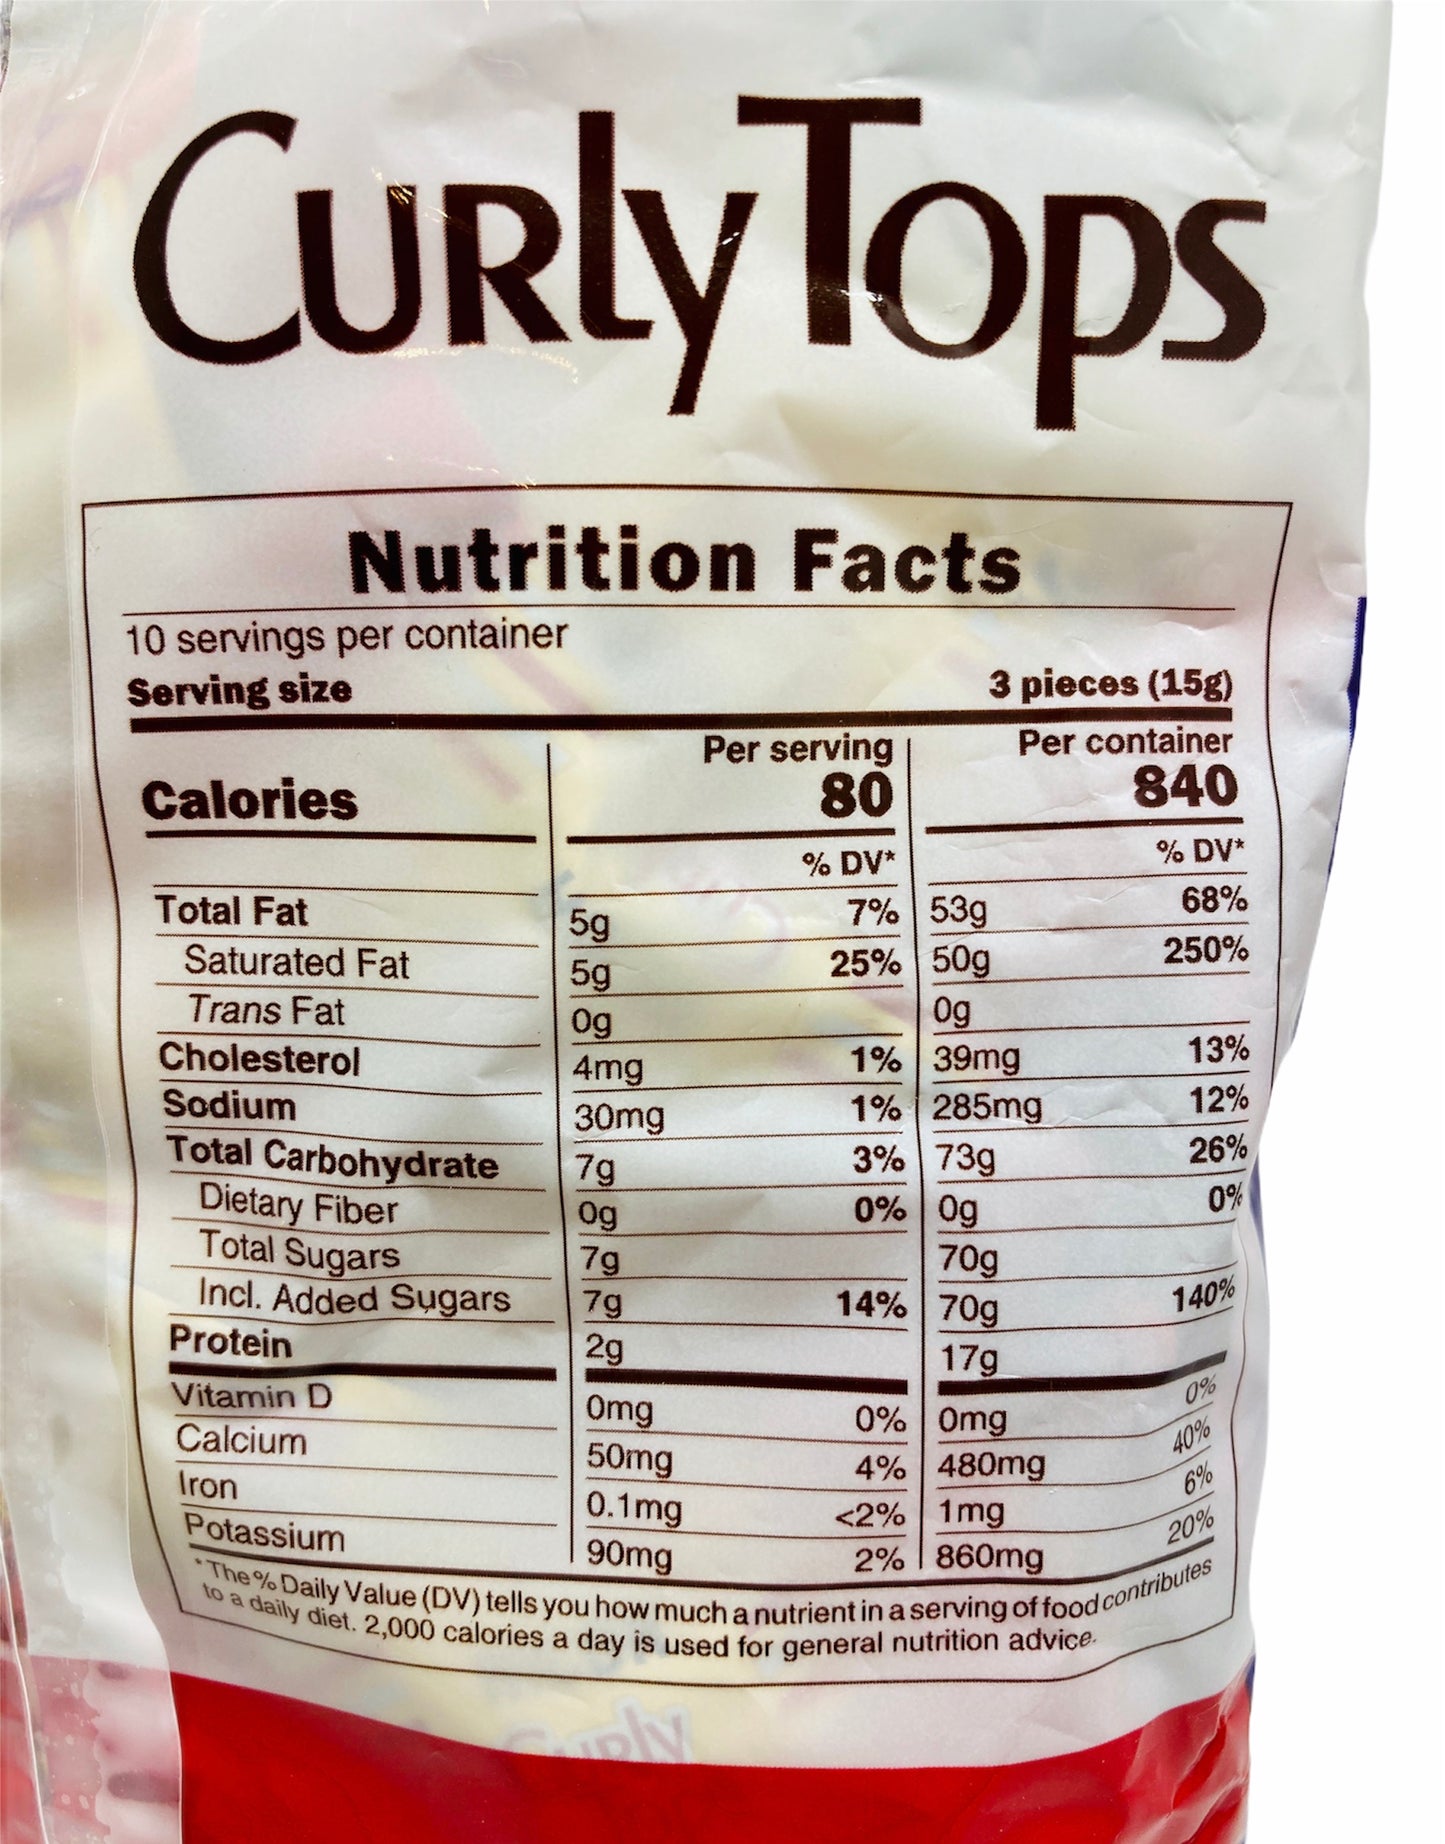 CurlyTops
Nutrition Facts
10 servings per container
Serving size 3 pieces (15g)
Per serving Per container
Calories 80 840
% DV* % DV*
Total Fat 5g 7% 53g 68%
Saturated Fat 5g 25% 50g 250%
Trans Fat 0g 0g
Cholesterol 4mg 1% 39mg 13%
Sodium 30mg 1% 285mg 12%
Total Carbohydrate 7g 3% 73g 26%
Dietary Fiber 0g 0% 0g 0%
Total Sugars 7g 70g
Incl. Added Sugars 7g 14% 70g 140%
Protein 2g 17g
Vitamin D 0mg 0% 0mg 0%
Calcium 50mg 4% 480mg 40%
Iron 0.1mg <2% 1mg 6%
Potassium 90mg 2% 860mg 20%
*The % Daily Value (DV) tells you how much a nutrient in a serving of food contributes
to a daily diet. 2,000 calories a day is used for general nutrition advice.
Curly